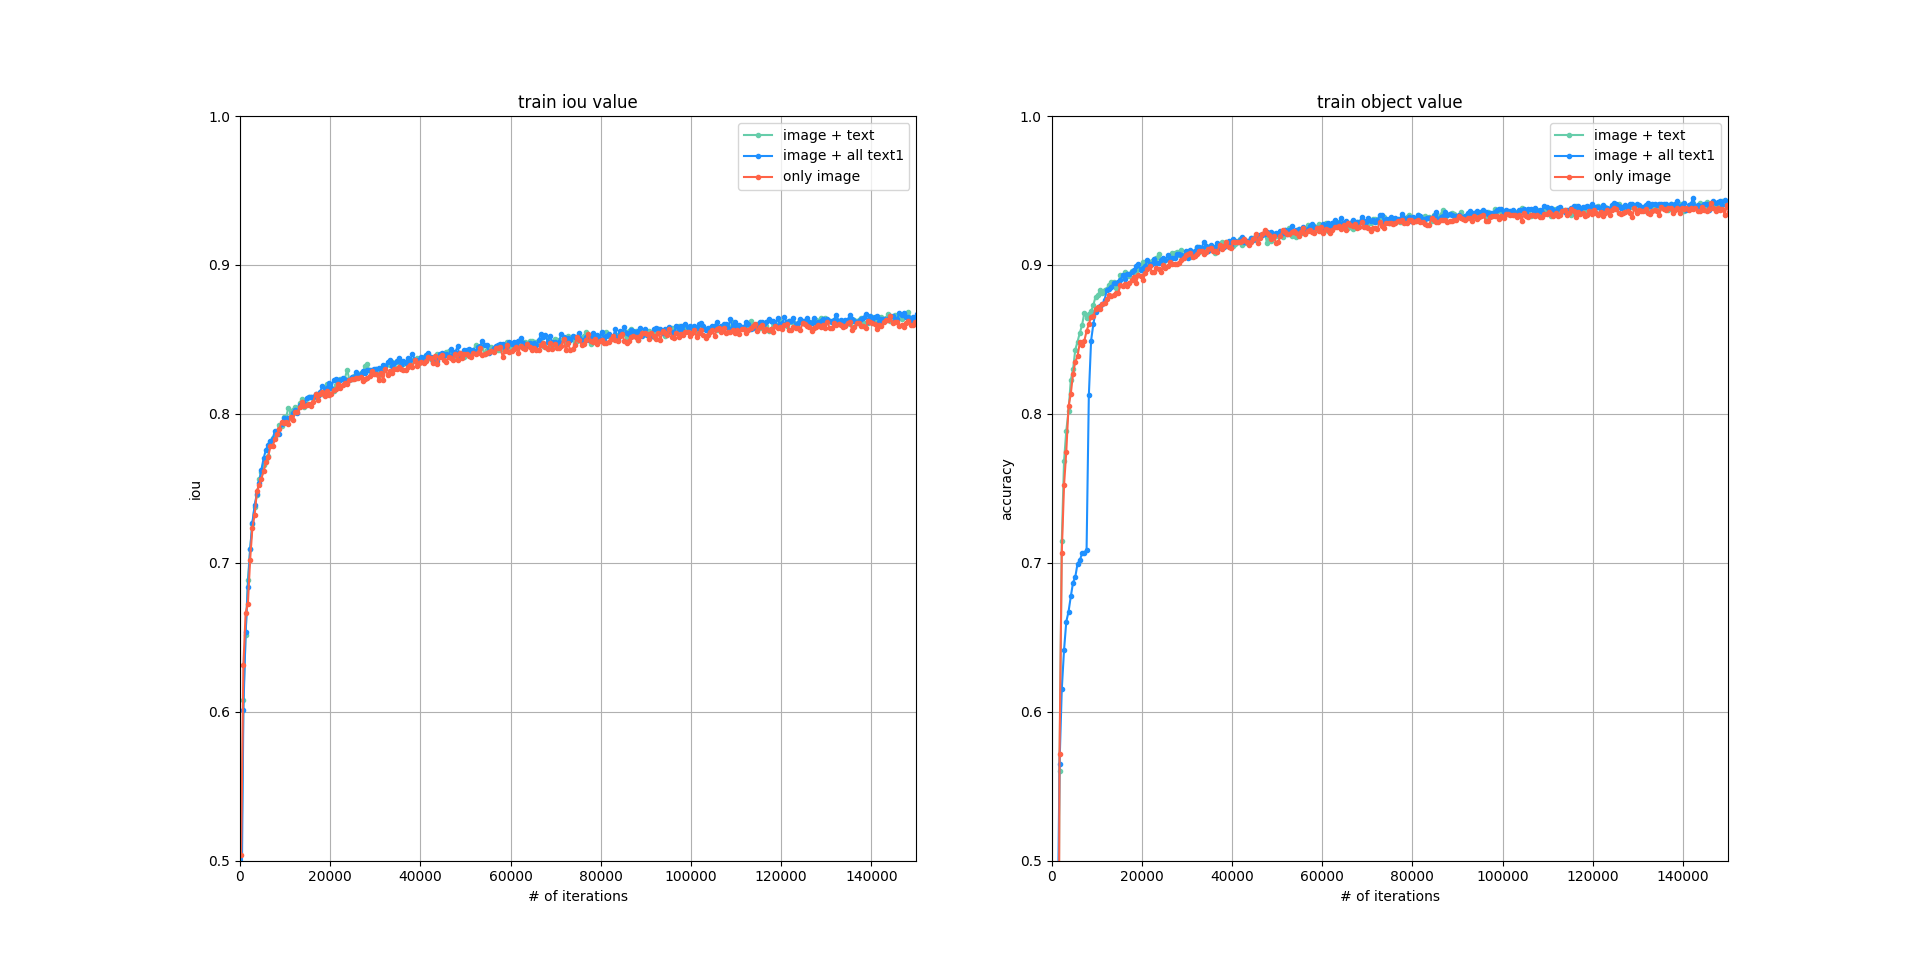 train iou value
1.0
0.9
0.8
0.7
0.6
0.5
iou
image + text
image + all text1
only image
0 20000 40000 60000 80000 100000 120000 140000
# of iterations
train object value
1.0
0.9
0.8
0.7
0.6
0.5
accuracy
image + text
image + all text1
only image
0 20000 40000 60000 80000 100000 120000 140000
# of iterations